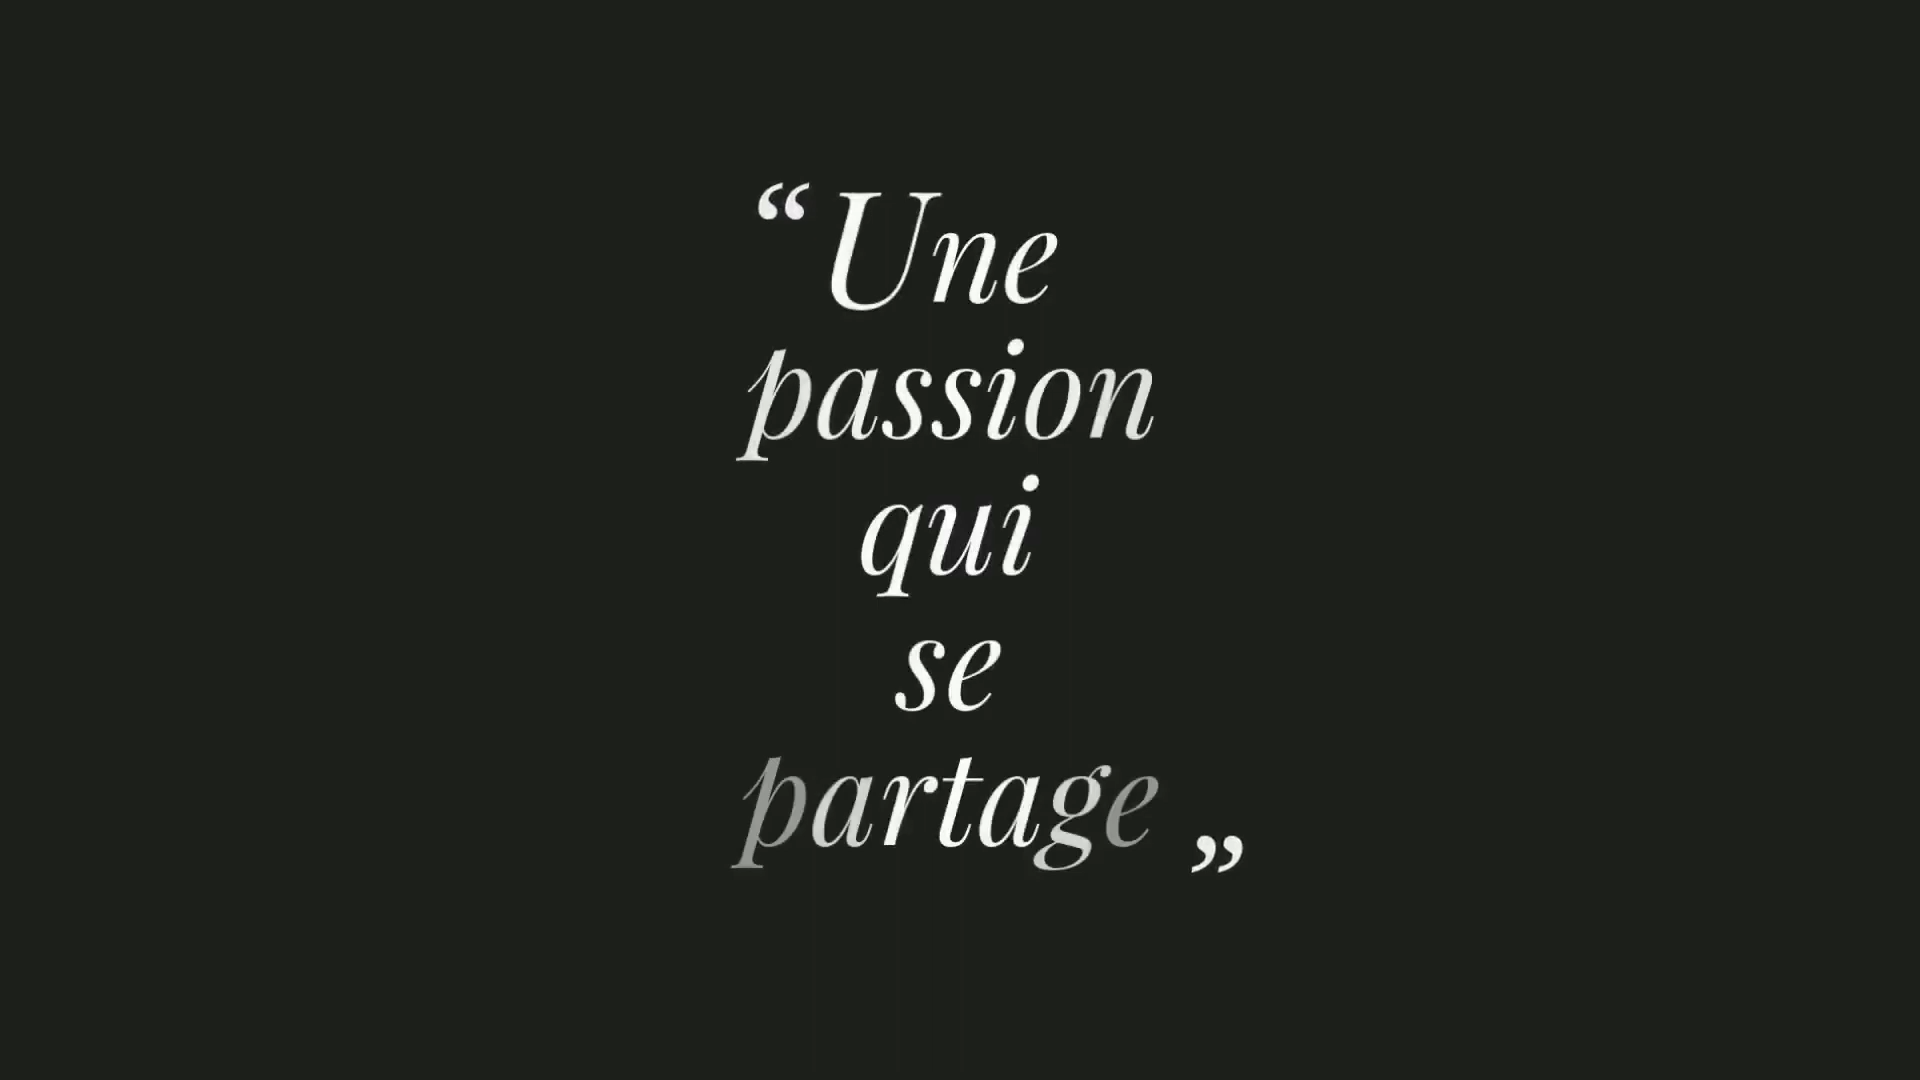 “Une
passion
qui
se
partage”